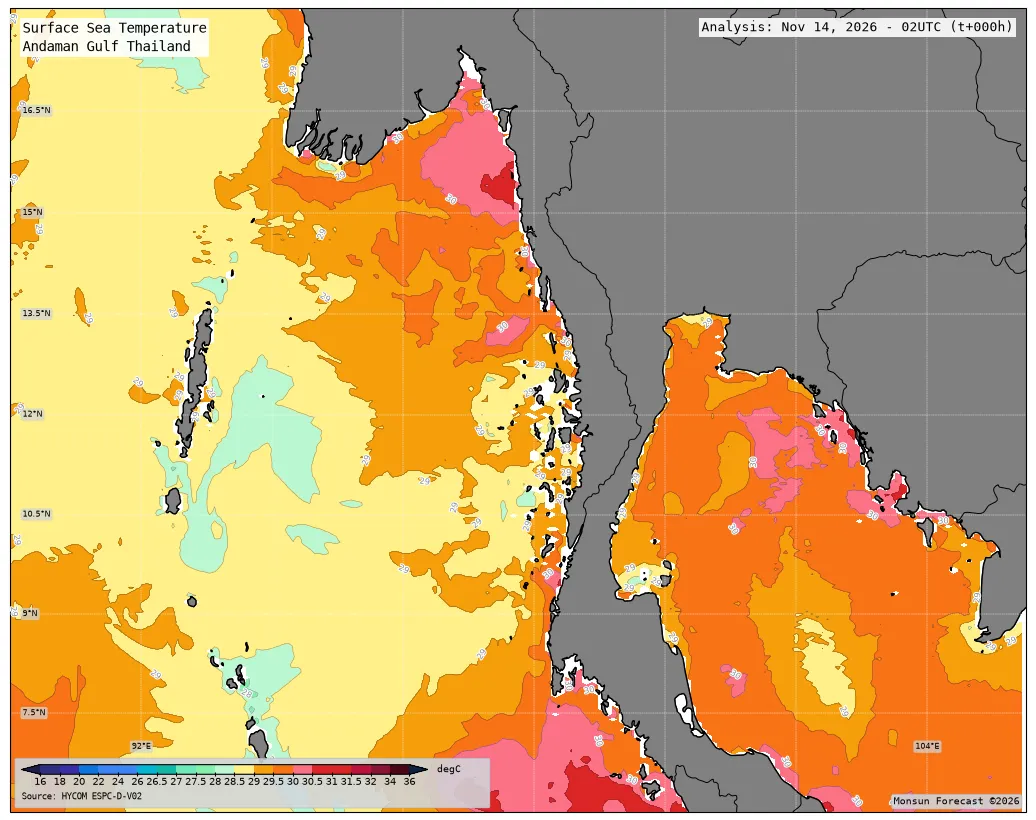 Surface Sea Temperature
Andaman Gulf Thailand
Analysis: Nov 14, 2026 - 02UTC (t+000h)
16.5°N
15°N
13.5°N
12°N
10.5°N
9°N
7.5°N
92°E
104°E
degC
16 18 20 22 24 26 26.5 27 27.5 28 28.5 29 29.5 30 30.5 31 31.5 32 34 36
Source: HYCOM ESPC-D-V02
Monsun Forecast ©2026